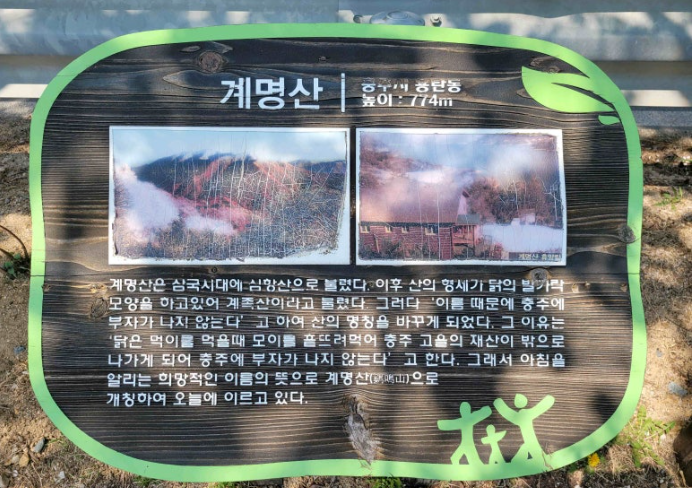 계명산
충주시 용탄동
높이 : 774m
계명산 휴양림
계명산은 삼국시대에 심항산으로 불렸다. 이후 산의 형세가 닭의 발가락
모양을 하고있어 계족산이라고 불렸다. 그러다 '이름 때문에 충주에
부자가 나지 않는다' 고 하여 산의 명칭을 바꾸게 되었다. 그 이유는
'닭은 먹이를 먹을때 모이를 흩뜨려먹어 충주 고을의 재산이 밖으로
나가게 되어 충주에 부자가 나지 않는다' 고 한다. 그래서 아침을
알리는 희망적인 이름의 뜻으로 계명산(鷄鳴山)으로
개칭하여 오늘에 이르고 있다.